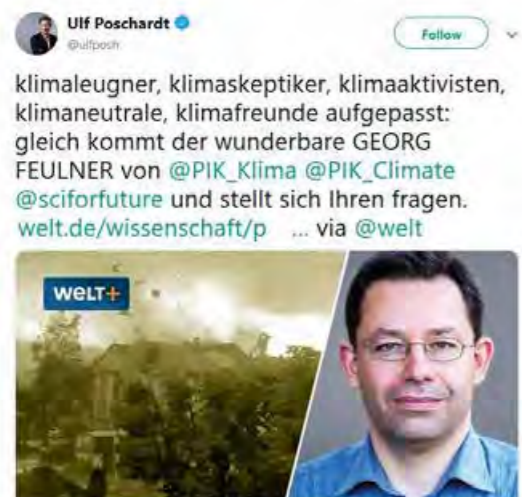 Ulf Poschardt
@ulfposh
Follow
klimaleugner, klimaskeptiker, klimaaktivisten,
klimaneutrale, klimafreunde aufgepasst:
gleich kommt der wunderbare GEORG
FEULNER von @PIK_Klima @PIK_Climate
@sciforfuture und stellt sich Ihren fragen.
welt.de/wissenschaft/p ... via @welt
WELT+